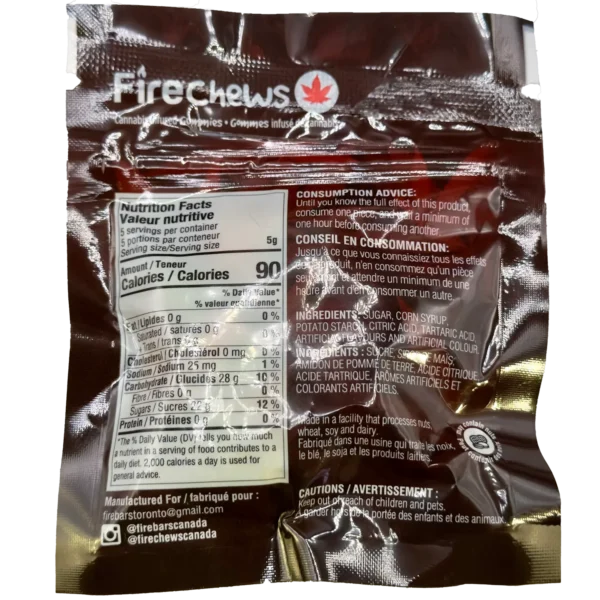 Firechews
Cannabis Infused Gummies • Gommes infusé de cannabis
Nutrition Facts
Valeur nutritive
5 servings per container
5 portions par conteneur
Serving size/Serving size 5g
Amount / Teneur
Calories / Calories 90
% Daily Value*
% valeur quotidienne*
Fat / Lipides 0 g 0 %
Saturated / saturés 0 g 0 %
Trans / trans
Cholesterol / Cholestérol 0 mg 0 %
Sodium / Sodium 25 mg 1 %
Carbohydrate / Glucides 28 g 10 %
Fibre / Fibres 0 g 0 %
Sugars / Sucres 22 g 12 %
Protein / Protéines 0 g 0 %
*The % Daily Value (DV) tells you how much
a nutrient in a serving of food contributes to a
daily diet. 2,000 calories a day is used for
general advice.
Manufactured For / fabriqué pour :
firebarstoronto@gmail.com
@firebarscanada
@firechewscanada
CONSUMPTION ADVICE:
Until you know the full effect of this product,
consume one piece, and wait a minimum of
one hour before consuming another.
CONSEIL EN CONSOMMATION:
Jusqu'à ce que vous connaissiez tous les effets
du produit, n'en consommez qu'un pièce
seulement et attendre un minimum de une
heure avant d'en consommer un autre.
INGREDIENTS: SUGAR, CORN SYRUP,
POTATO STARCH, CITRIC ACID, TARTARIC ACID,
ARTIFICIAL FLAVOURS AND ARTIFICIAL COLOUR.
INGRÉDIENTS : SUCRE, SIROP DE MAÏS,
AMIDON DE POMME DE TERRE, ACIDE CITRIQUE,
ACIDE TARTRIQUE, ARÔMES ARTIFICIELS ET
COLORANTS ARTIFICIELS.
Made in a facility that processes nuts,
wheat, soy and dairy.
Fabriqué dans une usine qui traite les noix,
le blé, le soja et les produits laitiers.
CAUTIONS / AVERTISSEMENT :
Keep out of reach of children and pets.
À garder hors de la portée des enfants et des animaux